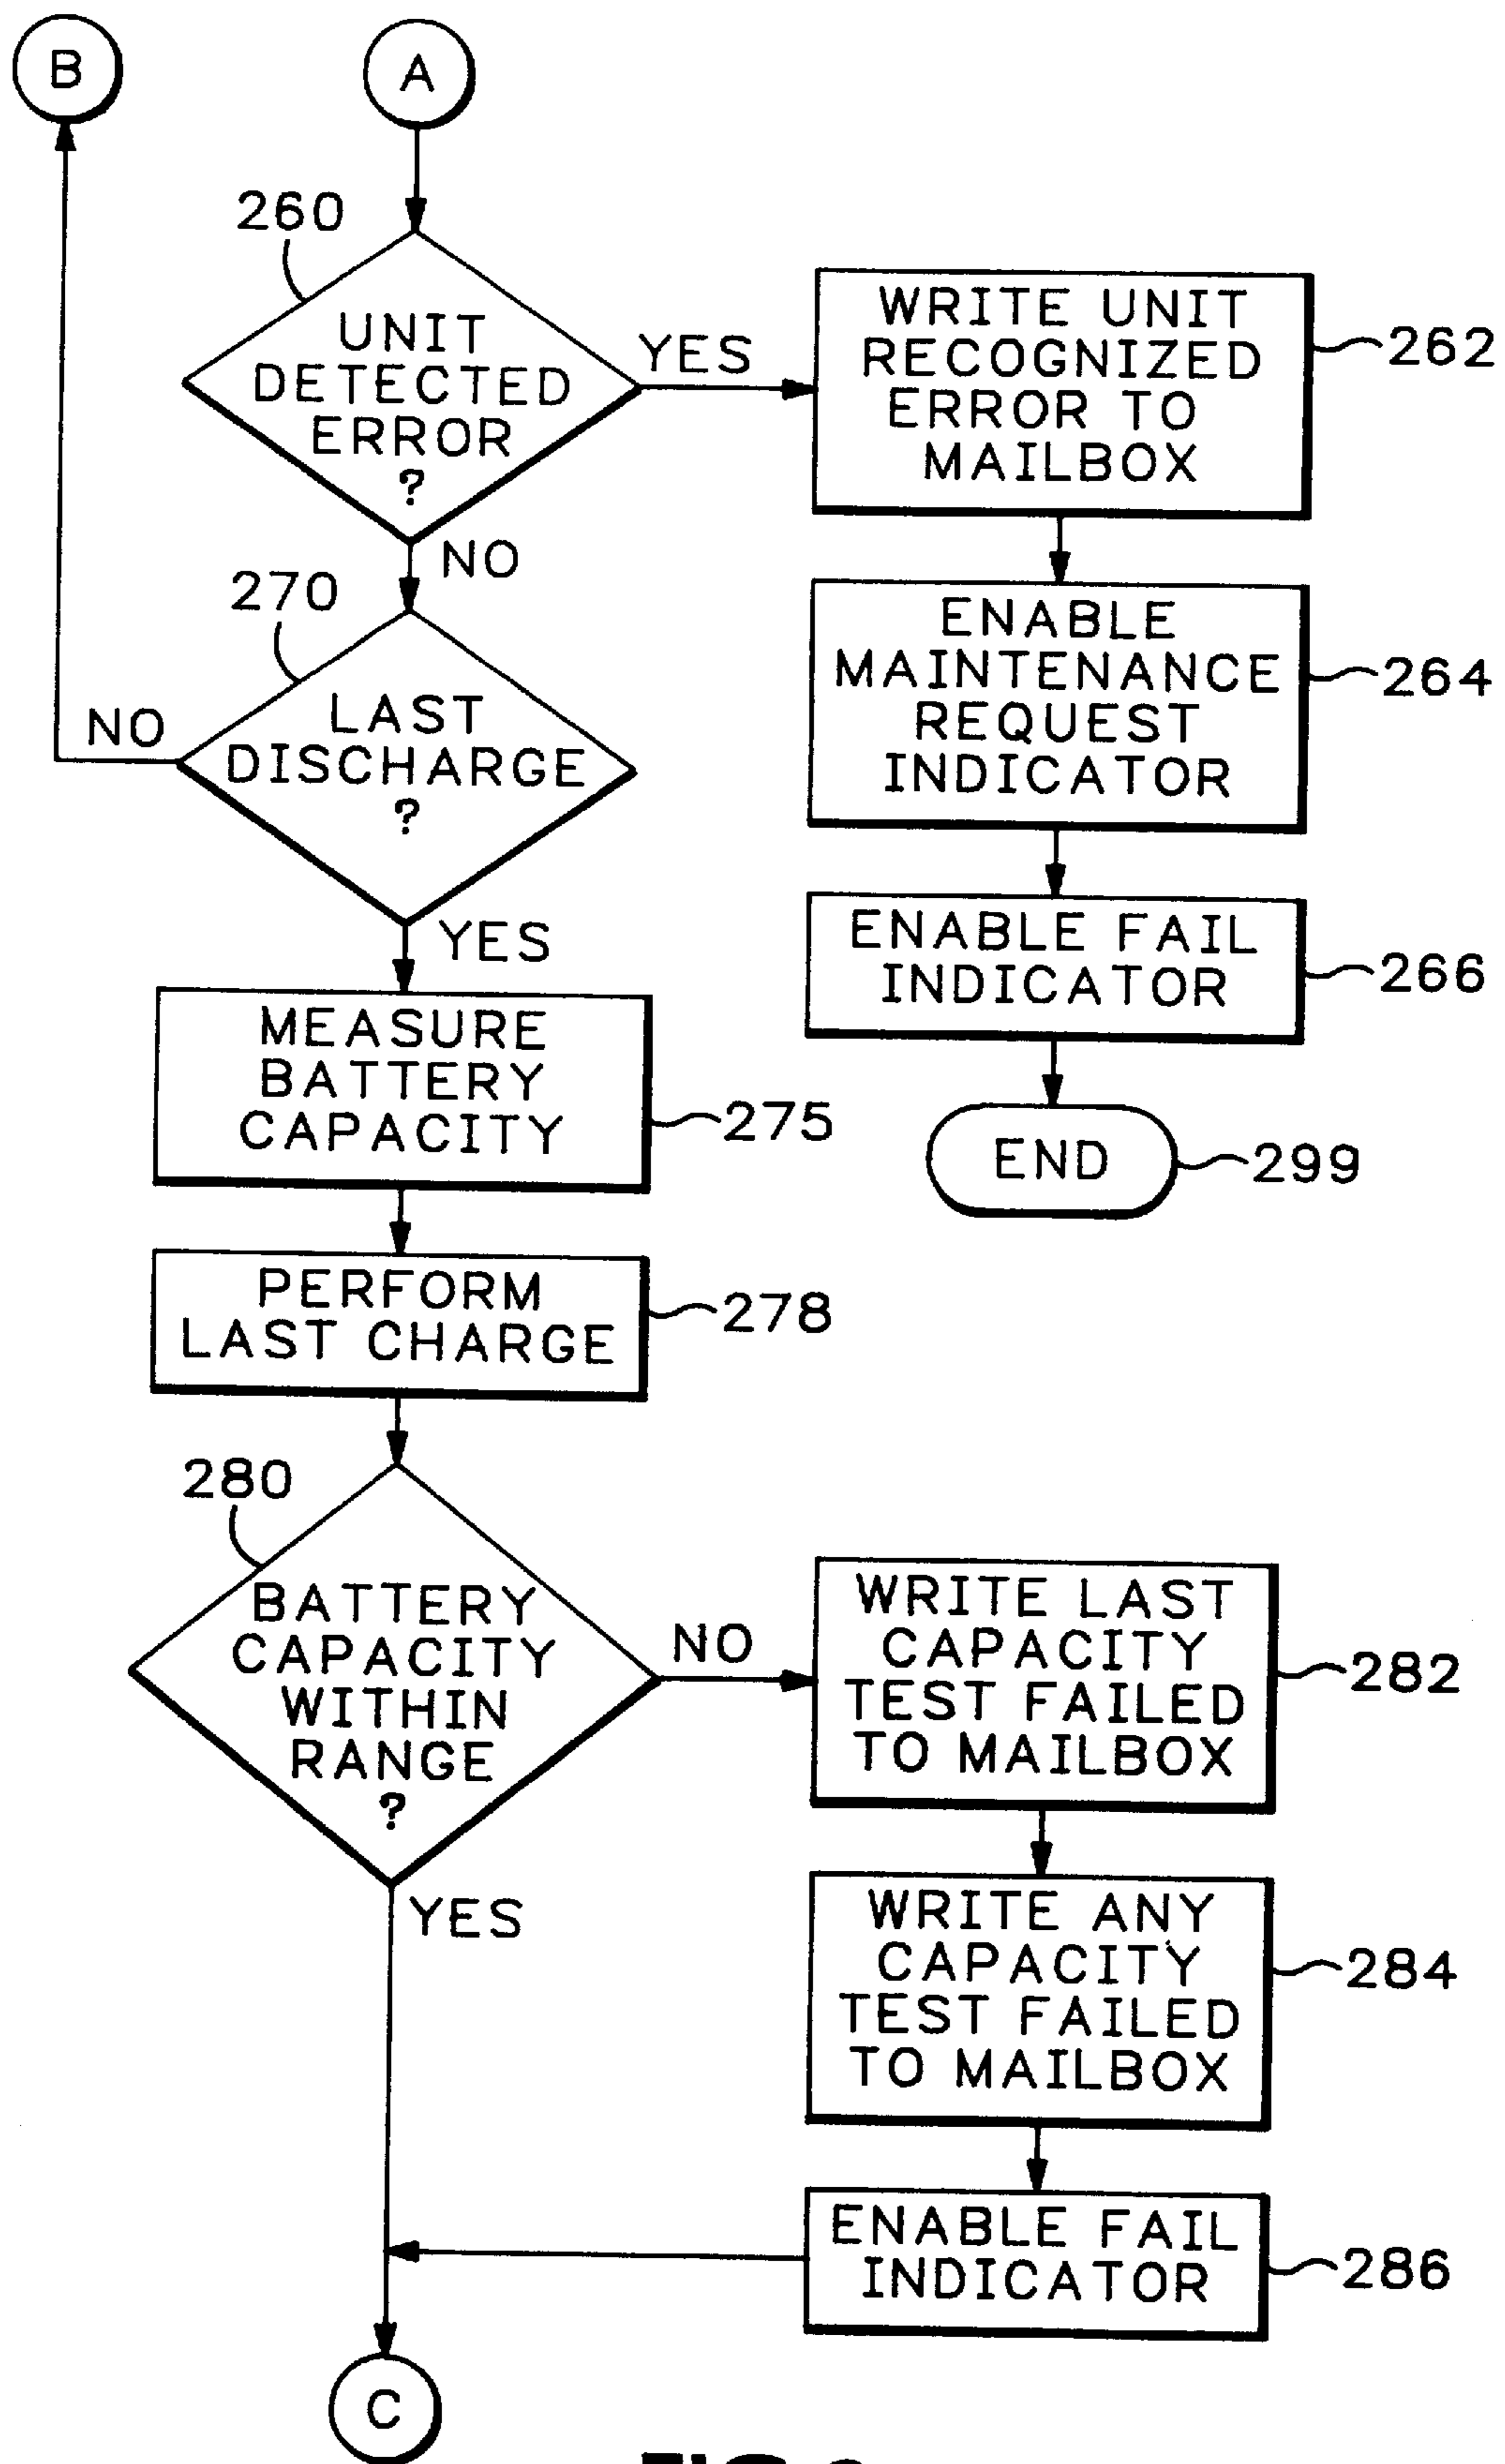 B
A
260
UNIT
DETECTED
ERROR
?
YES
WRITE UNIT
RECOGNIZED
ERROR TO
MAILBOX
262
NO
270
LAST
DISCHARGE
?
NO
ENABLE
MAINTENANCE
REQUEST
INDICATOR
264
YES
ENABLE FAIL
INDICATOR
266
MEASURE
BATTERY
CAPACITY
275
END
299
PERFORM
LAST CHARGE
278
280
BATTERY
CAPACITY
WITHIN
RANGE
?
NO
WRITE LAST
CAPACITY
TEST FAILED
TO MAILBOX
282
YES
WRITE ANY
CAPACITY
TEST FAILED
TO MAILBOX
284
ENABLE FAIL
INDICATOR
286
C